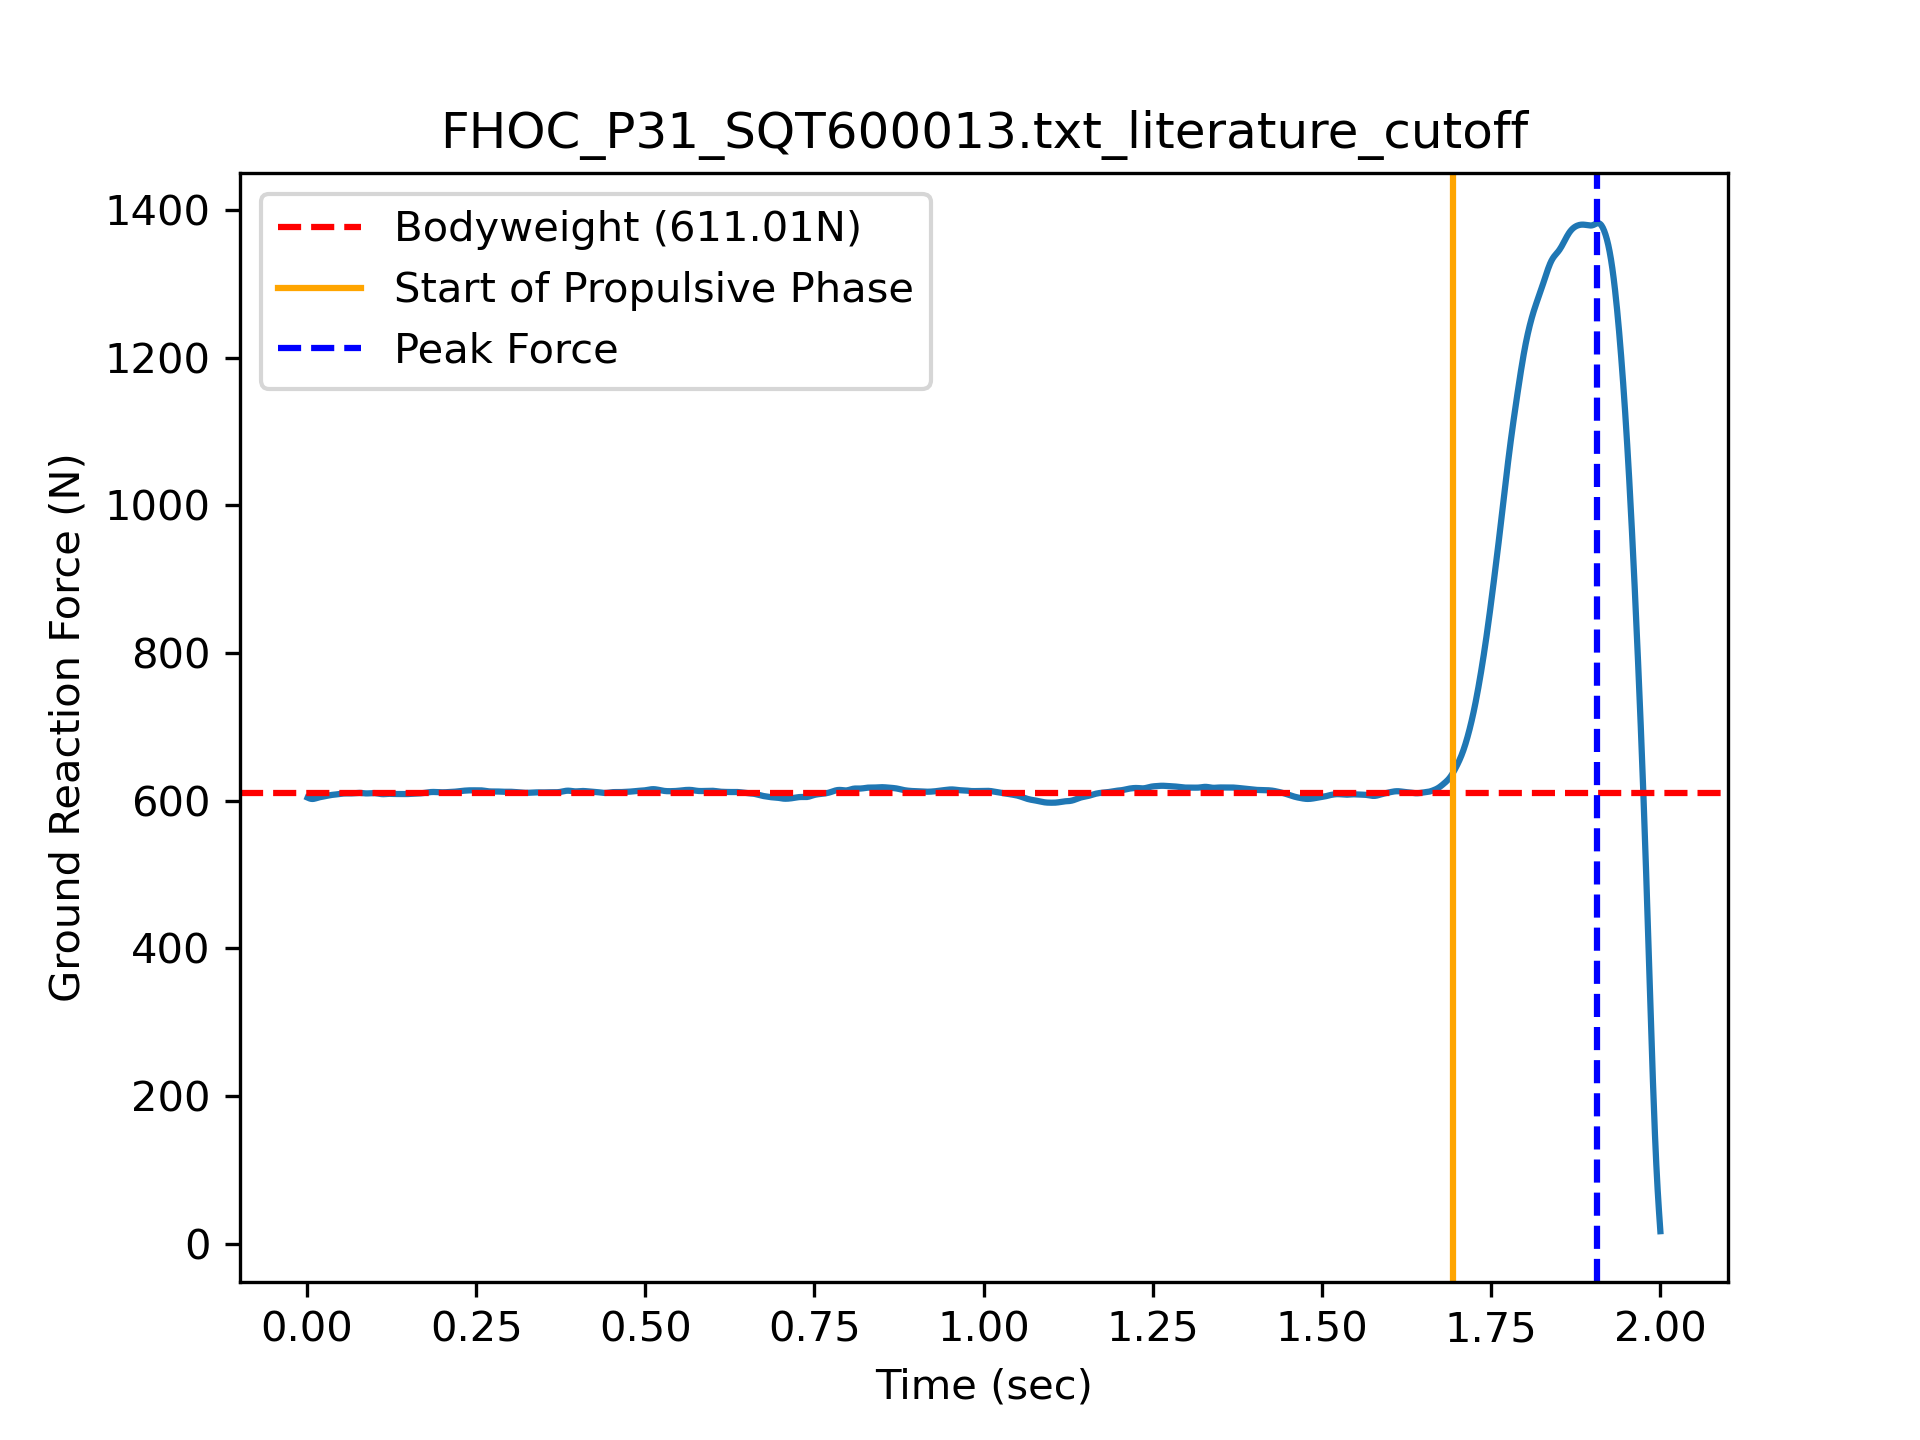 FHOC_P31_SQT600013.txt_literature_cutoff
1400
1200
1000
800
600
400
200
0
Ground Reaction Force (N)
Bodyweight (611.01N)
Start of Propulsive Phase
Peak Force
0.00 0.25 0.50 0.75 1.00 1.25 1.50 1.75 2.00
Time (sec)